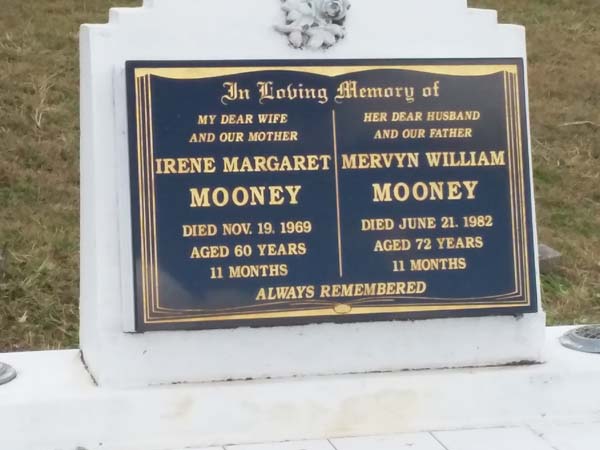 In Loving Memory of
MY DEAR WIFE
AND OUR MOTHER
IRENE MARGARET
MOONEY
DIED NOV. 19. 1969
AGED 60 YEARS
11 MONTHS
HER DEAR HUSBAND
AND OUR FATHER
MERVYN WILLIAM
MOONEY
DIED JUNE 21. 1982
AGED 72 YEARS
11 MONTHS
ALWAYS REMEMBERED